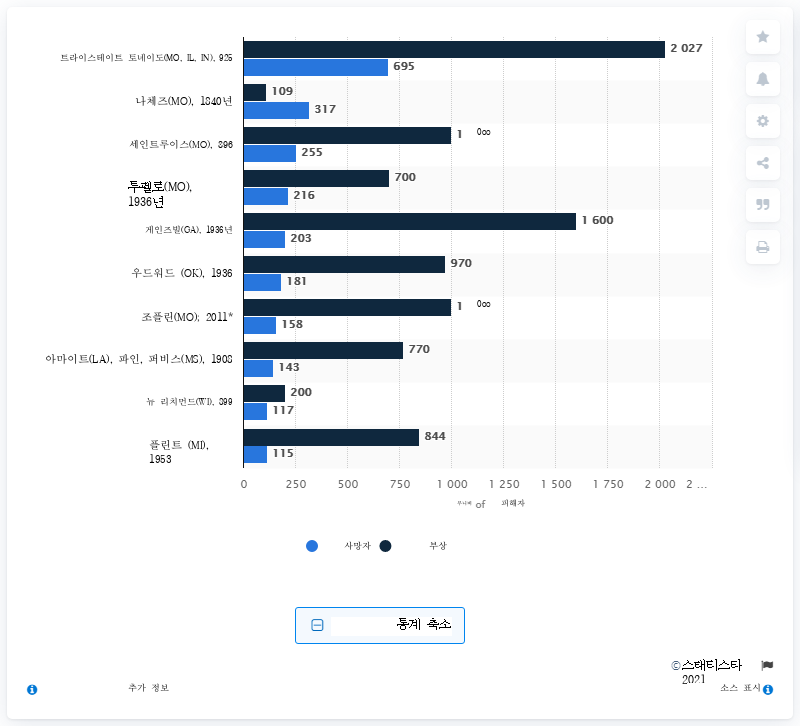 트라이스테이트 토네이도(MO, IL, IN), 925
2 027
695
나체즈(MO), 1840년
109
317
세인트루이스(MO), 896
1 000
255
투펠로(MO),
1936년
700
216
게인즈빌(GA), 1936년
1 600
203
우드워드 (OK), 1936
970
181
조플린(MO); 2011*
1 000
158
아마이트(LA), 파인, 퍼비스(MS), 1908
770
143
뉴 리치먼드(WI), 899
200
117
플린트 (MI),
1953
844
115
0 250 500 750 1 000 1 250 1 500 1 750 2 000 2 ...
of 피해자
사망자 부상
통계 축소
©스태티스타
2021
추가 정보
소스 표시